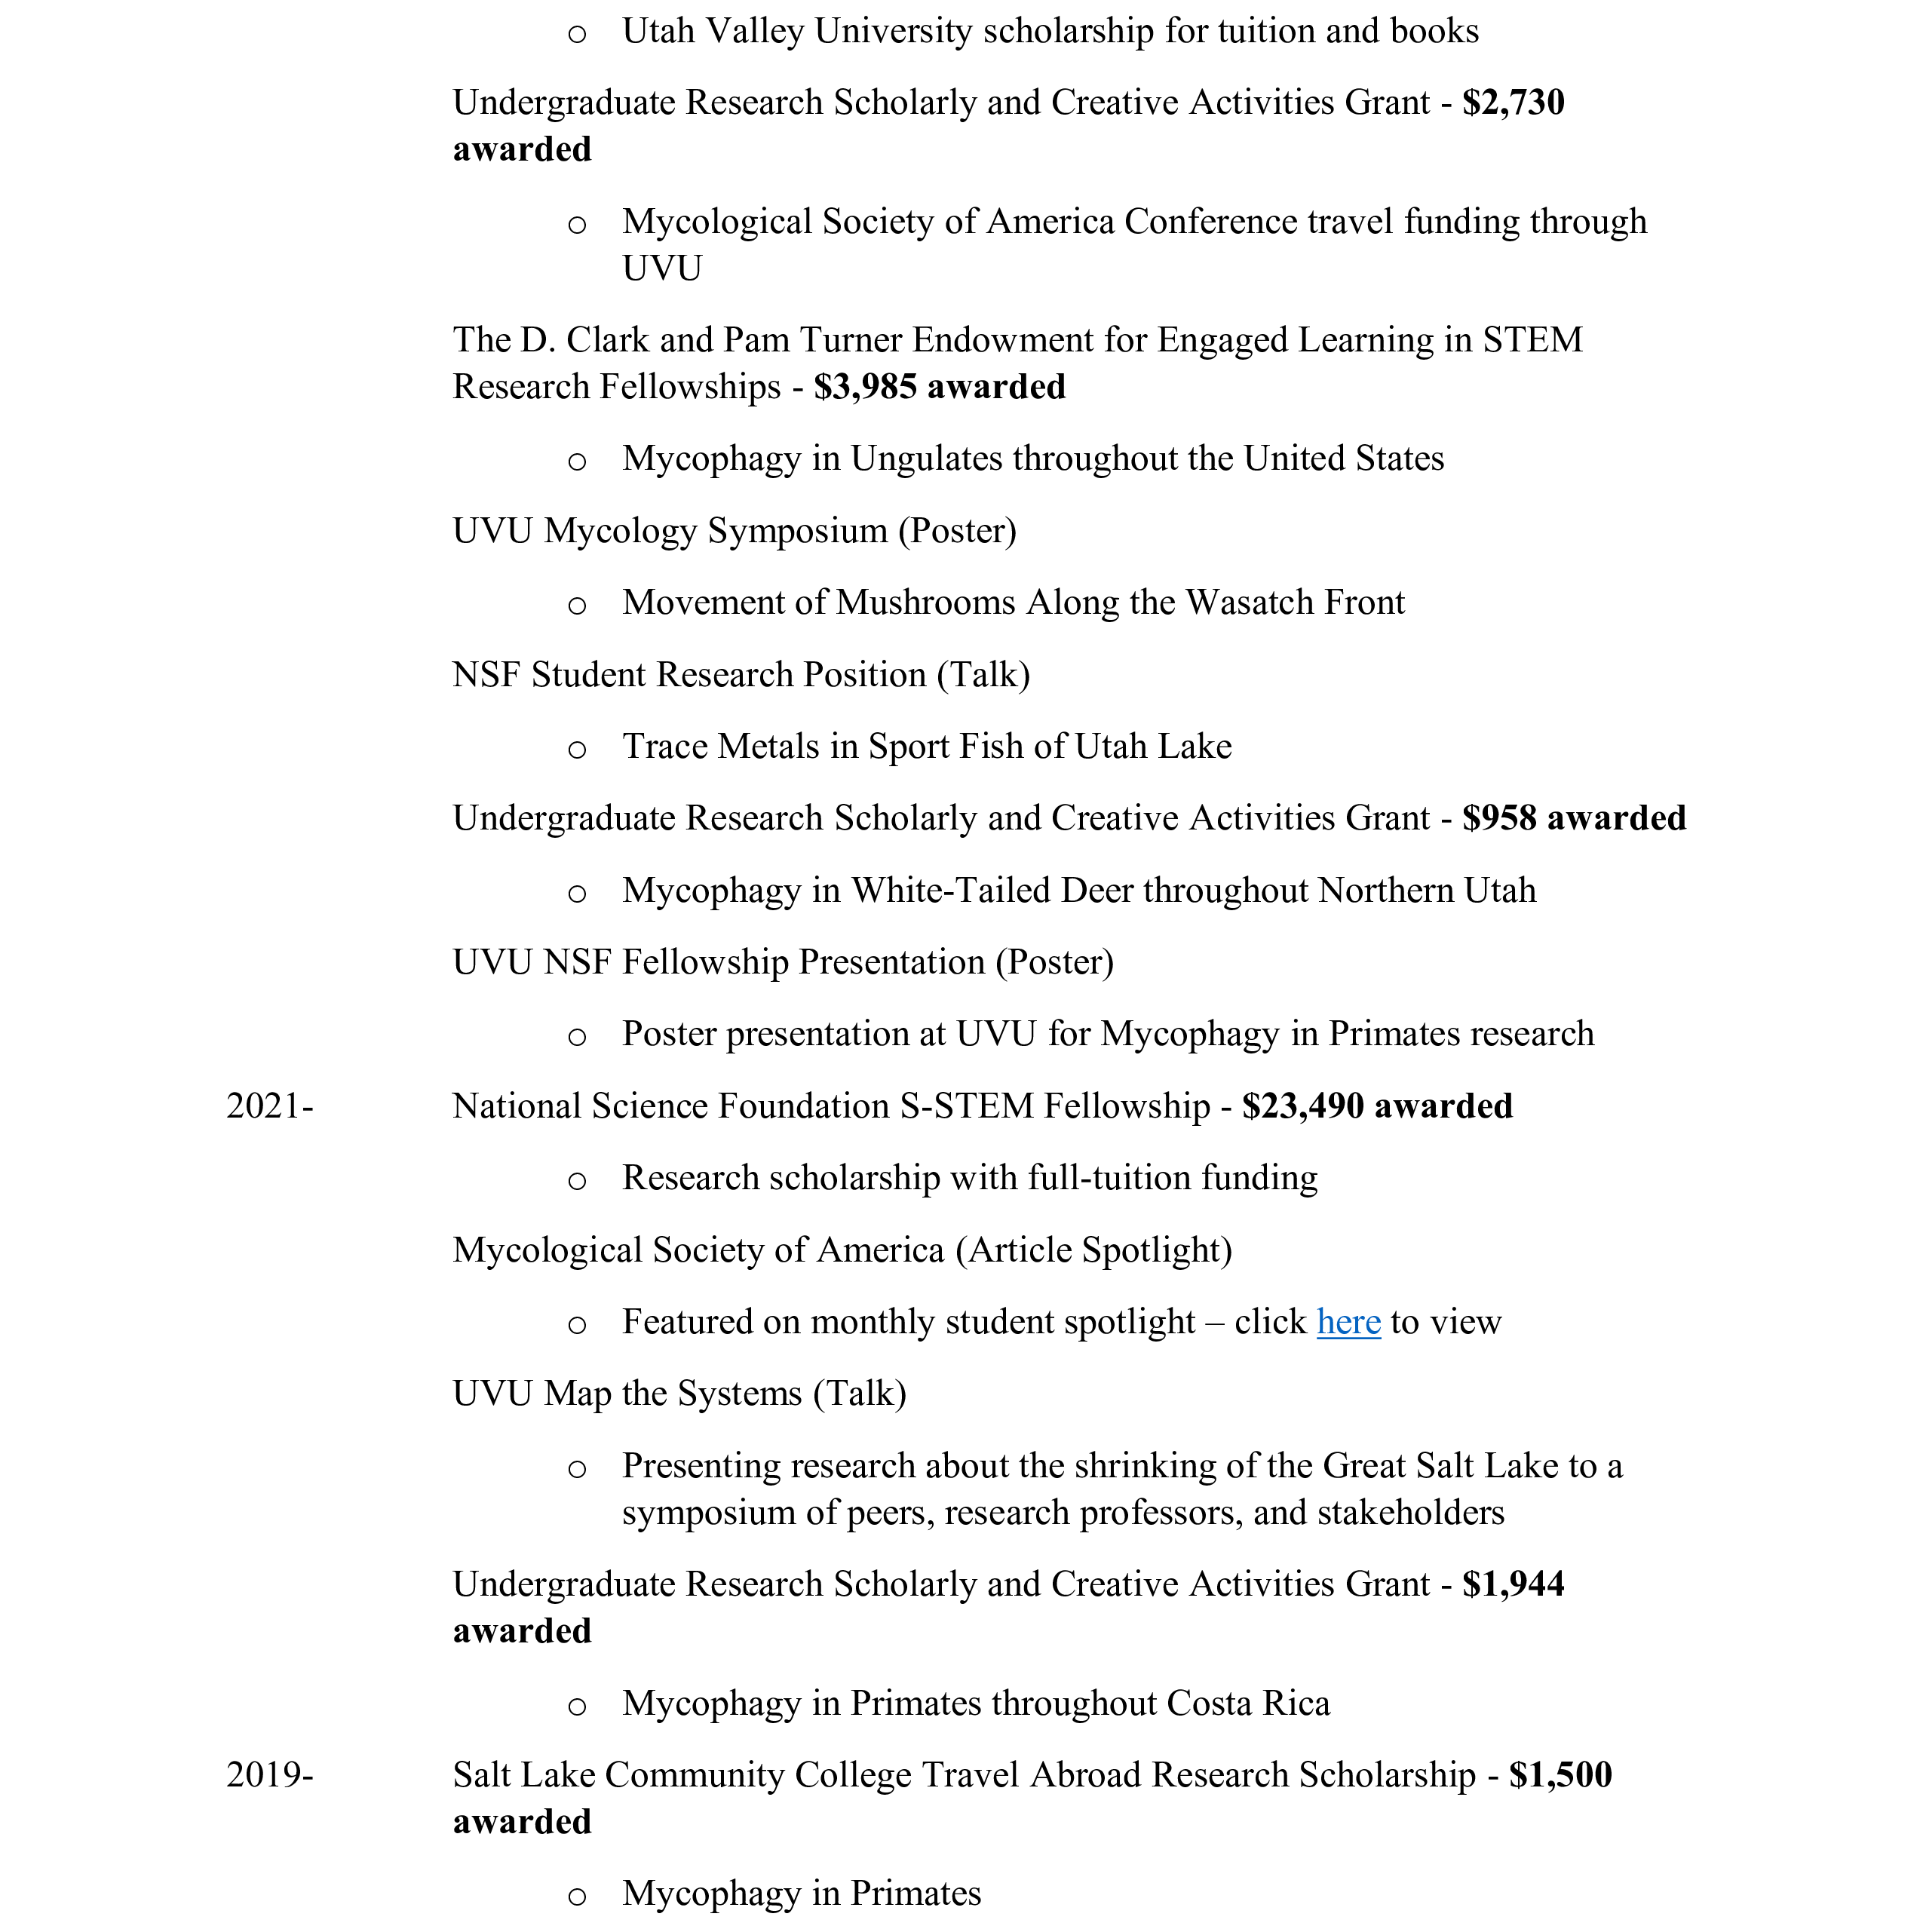 o Utah Valley University scholarship for tuition and books
Undergraduate Research Scholarly and Creative Activities Grant - $2,730
awarded
o Mycological Society of America Conference travel funding through
UVU
The D. Clark and Pam Turner Endowment for Engaged Learning in STEM
Research Fellowships - $3,985 awarded
o Mycophagy in Ungulates throughout the United States
UVU Mycology Symposium (Poster)
o Movement of Mushrooms Along the Wasatch Front
NSF Student Research Position (Talk)
o Trace Metals in Sport Fish of Utah Lake
Undergraduate Research Scholarly and Creative Activities Grant - $958 awarded
o Mycophagy in White-Tailed Deer throughout Northern Utah
UVU NSF Fellowship Presentation (Poster)
o Poster presentation at UVU for Mycophagy in Primates research
2021- National Science Foundation S-STEM Fellowship - $23,490 awarded
o Research scholarship with full-tuition funding
Mycological Society of America (Article Spotlight)
o Featured on monthly student spotlight – click here to view
UVU Map the Systems (Talk)
o Presenting research about the shrinking of the Great Salt Lake to a
symposium of peers, research professors, and stakeholders
Undergraduate Research Scholarly and Creative Activities Grant - $1,944
awarded
o Mycophagy in Primates throughout Costa Rica
2019- Salt Lake Community College Travel Abroad Research Scholarship - $1,500
awarded
o Mycophagy in Primates